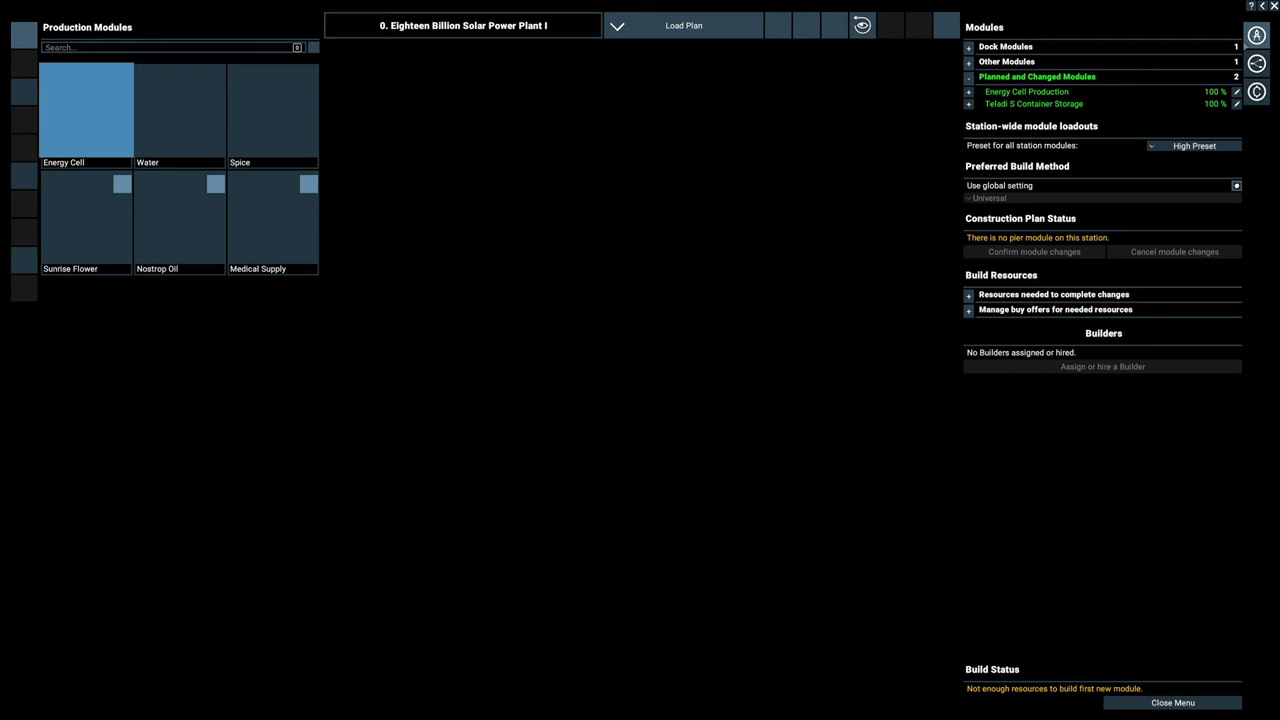 Production Modules
Search...
0
Energy Cell
Water
Spice
Sunrise Flower
Nostrop Oil
Medical Supply
0. Eighteen Billion Solar Power Plant I
Load Plan
?
Modules
+ Dock Modules 1
+ Other Modules 1
- Planned and Changed Modules 2
+ Energy Cell Production 100 %
+ Teladi S Container Storage 100 %
Station-wide module loadouts
Preset for all station modules: High Preset
Preferred Build Method
Use global setting
Universal
Construction Plan Status
There is no pier module on this station.
Confirm module changes Cancel module changes
Build Resources
+ Resources needed to complete changes
+ Manage buy offers for needed resources
Builders
No Builders assigned or hired.
Assign or hire a Builder
Build Status
Not enough resources to build first new module.
Close Menu